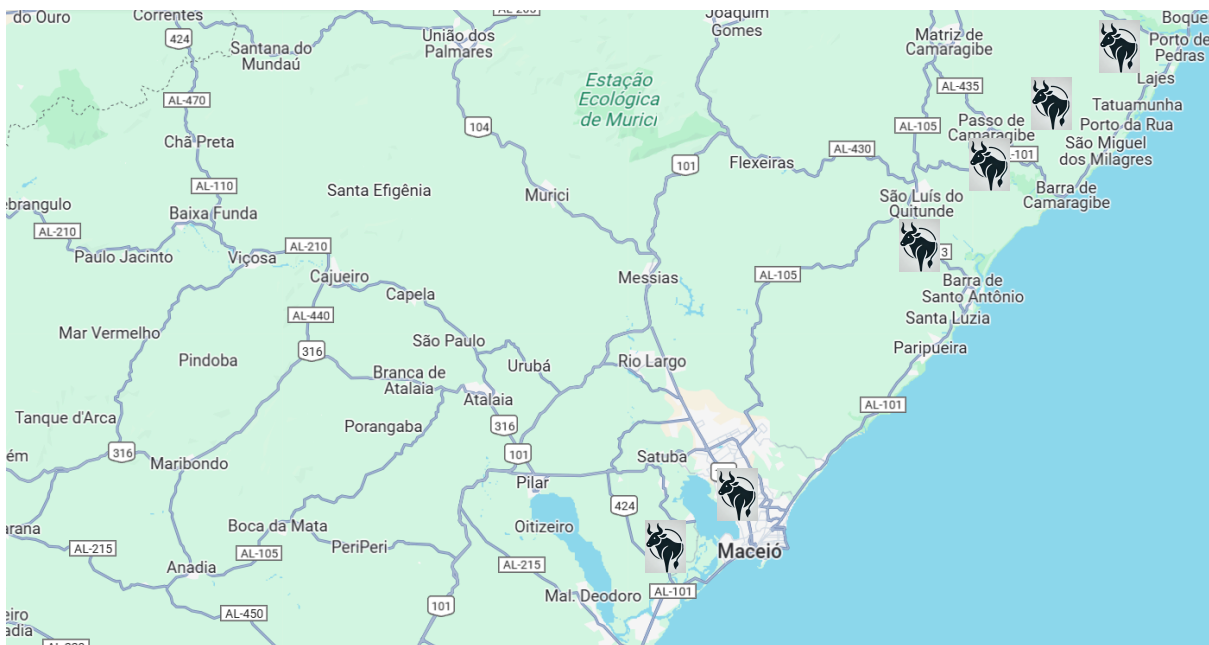 do Ouro
Correntes
Joaquim
Gomes
Boque
424
Santana do
Mundaú
União dos
Palmares
Matriz de
Camaragibe
Porto de
Pedras
Lajes
Estação
Ecológica
de Murici
AL-470
AL-435
Tatuamunha
104
Passo de
Camaragibe
Porto da Rua
AL-105
Chã Preta
São Miguel
dos Milagres
101
Flexeiras
AL-430
-101
AL-110
Santa Efigênia
Murici
São Luís do
Quitunde
Barra de
Camaragibe
ebrangulo
Baixa Funda
AL-210
Paulo Jacinto
Viçosa
AL-210
3
Cajueiro
Messias
AL-105
Barra de
Santo Antônio
Capela
AL-440
Santa Luzia
Mar Vermelho
São Paulo
Paripueira
316
Pindoba
Urubá
Rio Largo
Branca de
Atalaia
Atalaia
AL-101
Tanque d'Arca
Porangaba
316
316
101
ém
Maribondo
Satuba
Pilar
424
arana
Boca da Mata
Oitizeiro
AL-215
AL-105
PeriPeri
Maceió
Anadia
AL-215
Mal. Deodoro
AL-101
AL-450
101
eiro
adia